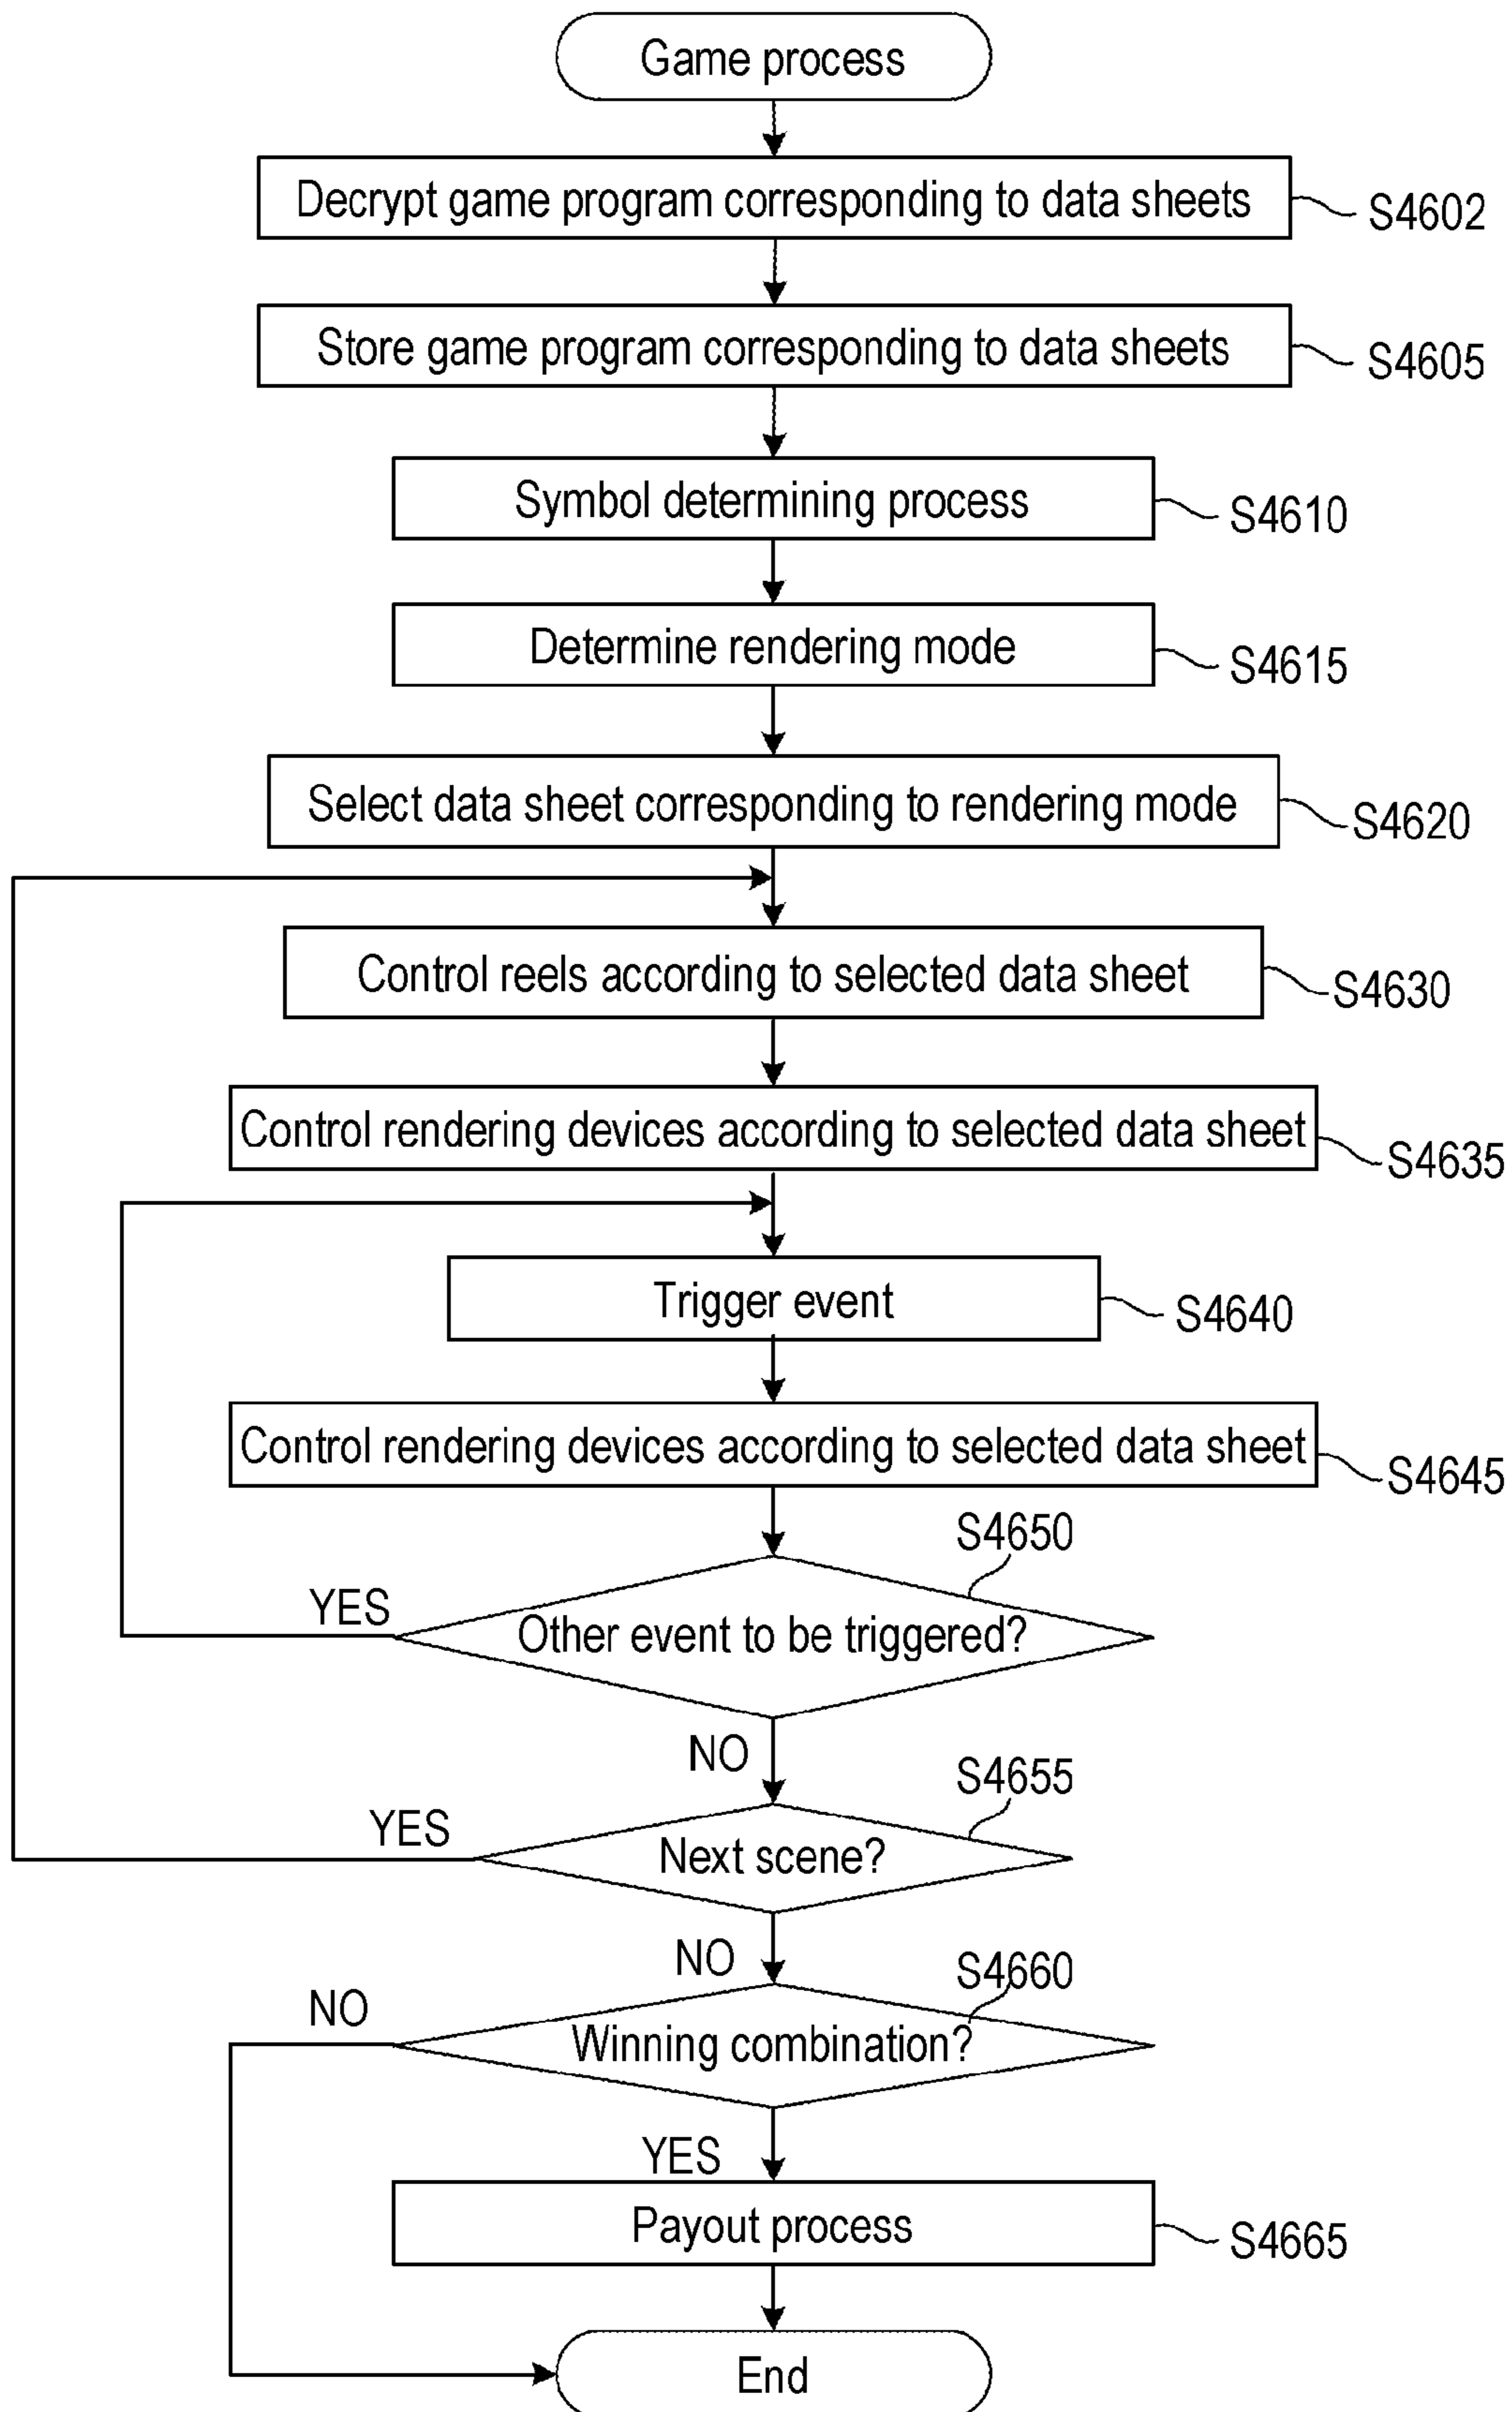 Game process
Decrypt game program corresponding to data sheets
S4602
Store game program corresponding to data sheets
S4605
Symbol determining process
S4610
Determine rendering mode
S4615
Select data sheet corresponding to rendering mode
S4620
Control reels according to selected data sheet
S4630
Control rendering devices according to selected data sheet
S4635
Trigger event
S4640
Control rendering devices according to selected data sheet
S4645
S4650
YES
Other event to be triggered?
NO
S4655
YES
Next scene?
NO
S4660
NO
Winning combination?
YES
Payout process
S4665
End